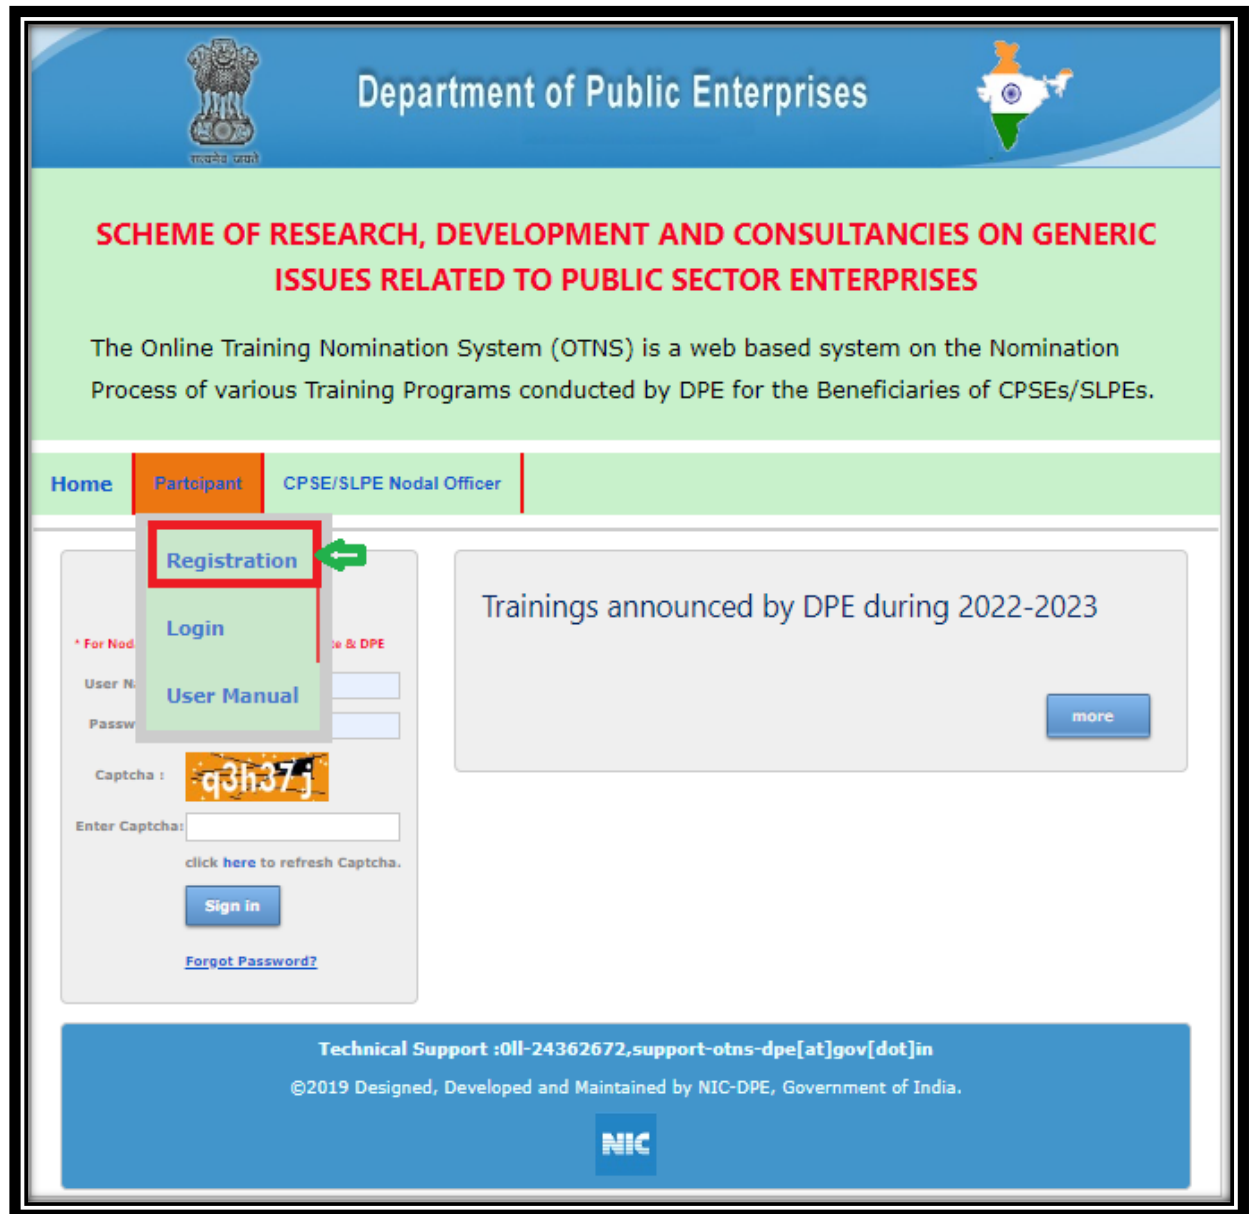 सत्यमेव जयते
Department of Public Enterprises
SCHEME OF RESEARCH, DEVELOPMENT AND CONSULTANCIES ON GENERIC
ISSUES RELATED TO PUBLIC SECTOR ENTERPRISES
The Online Training Nomination System (OTNS) is a web based system on the Nomination
Process of various Training Programs conducted by DPE for the Beneficiaries of CPSEs/SLPEs.
Home Partcipant CPSE/SLPE Nodal Officer
Registration
Login
User Manual
* For Nod & DPE
User N
Passw
Captcha :
q3h37j
Enter Captcha:
click here to refresh Captcha.
Sign in
Forgot Password?
Trainings announced by DPE during 2022-2023
more
Technical Support :0ll-24362672,support-otns-dpe[at]gov[dot]in
©2019 Designed, Developed and Maintained by NIC-DPE, Government of India.
NIC